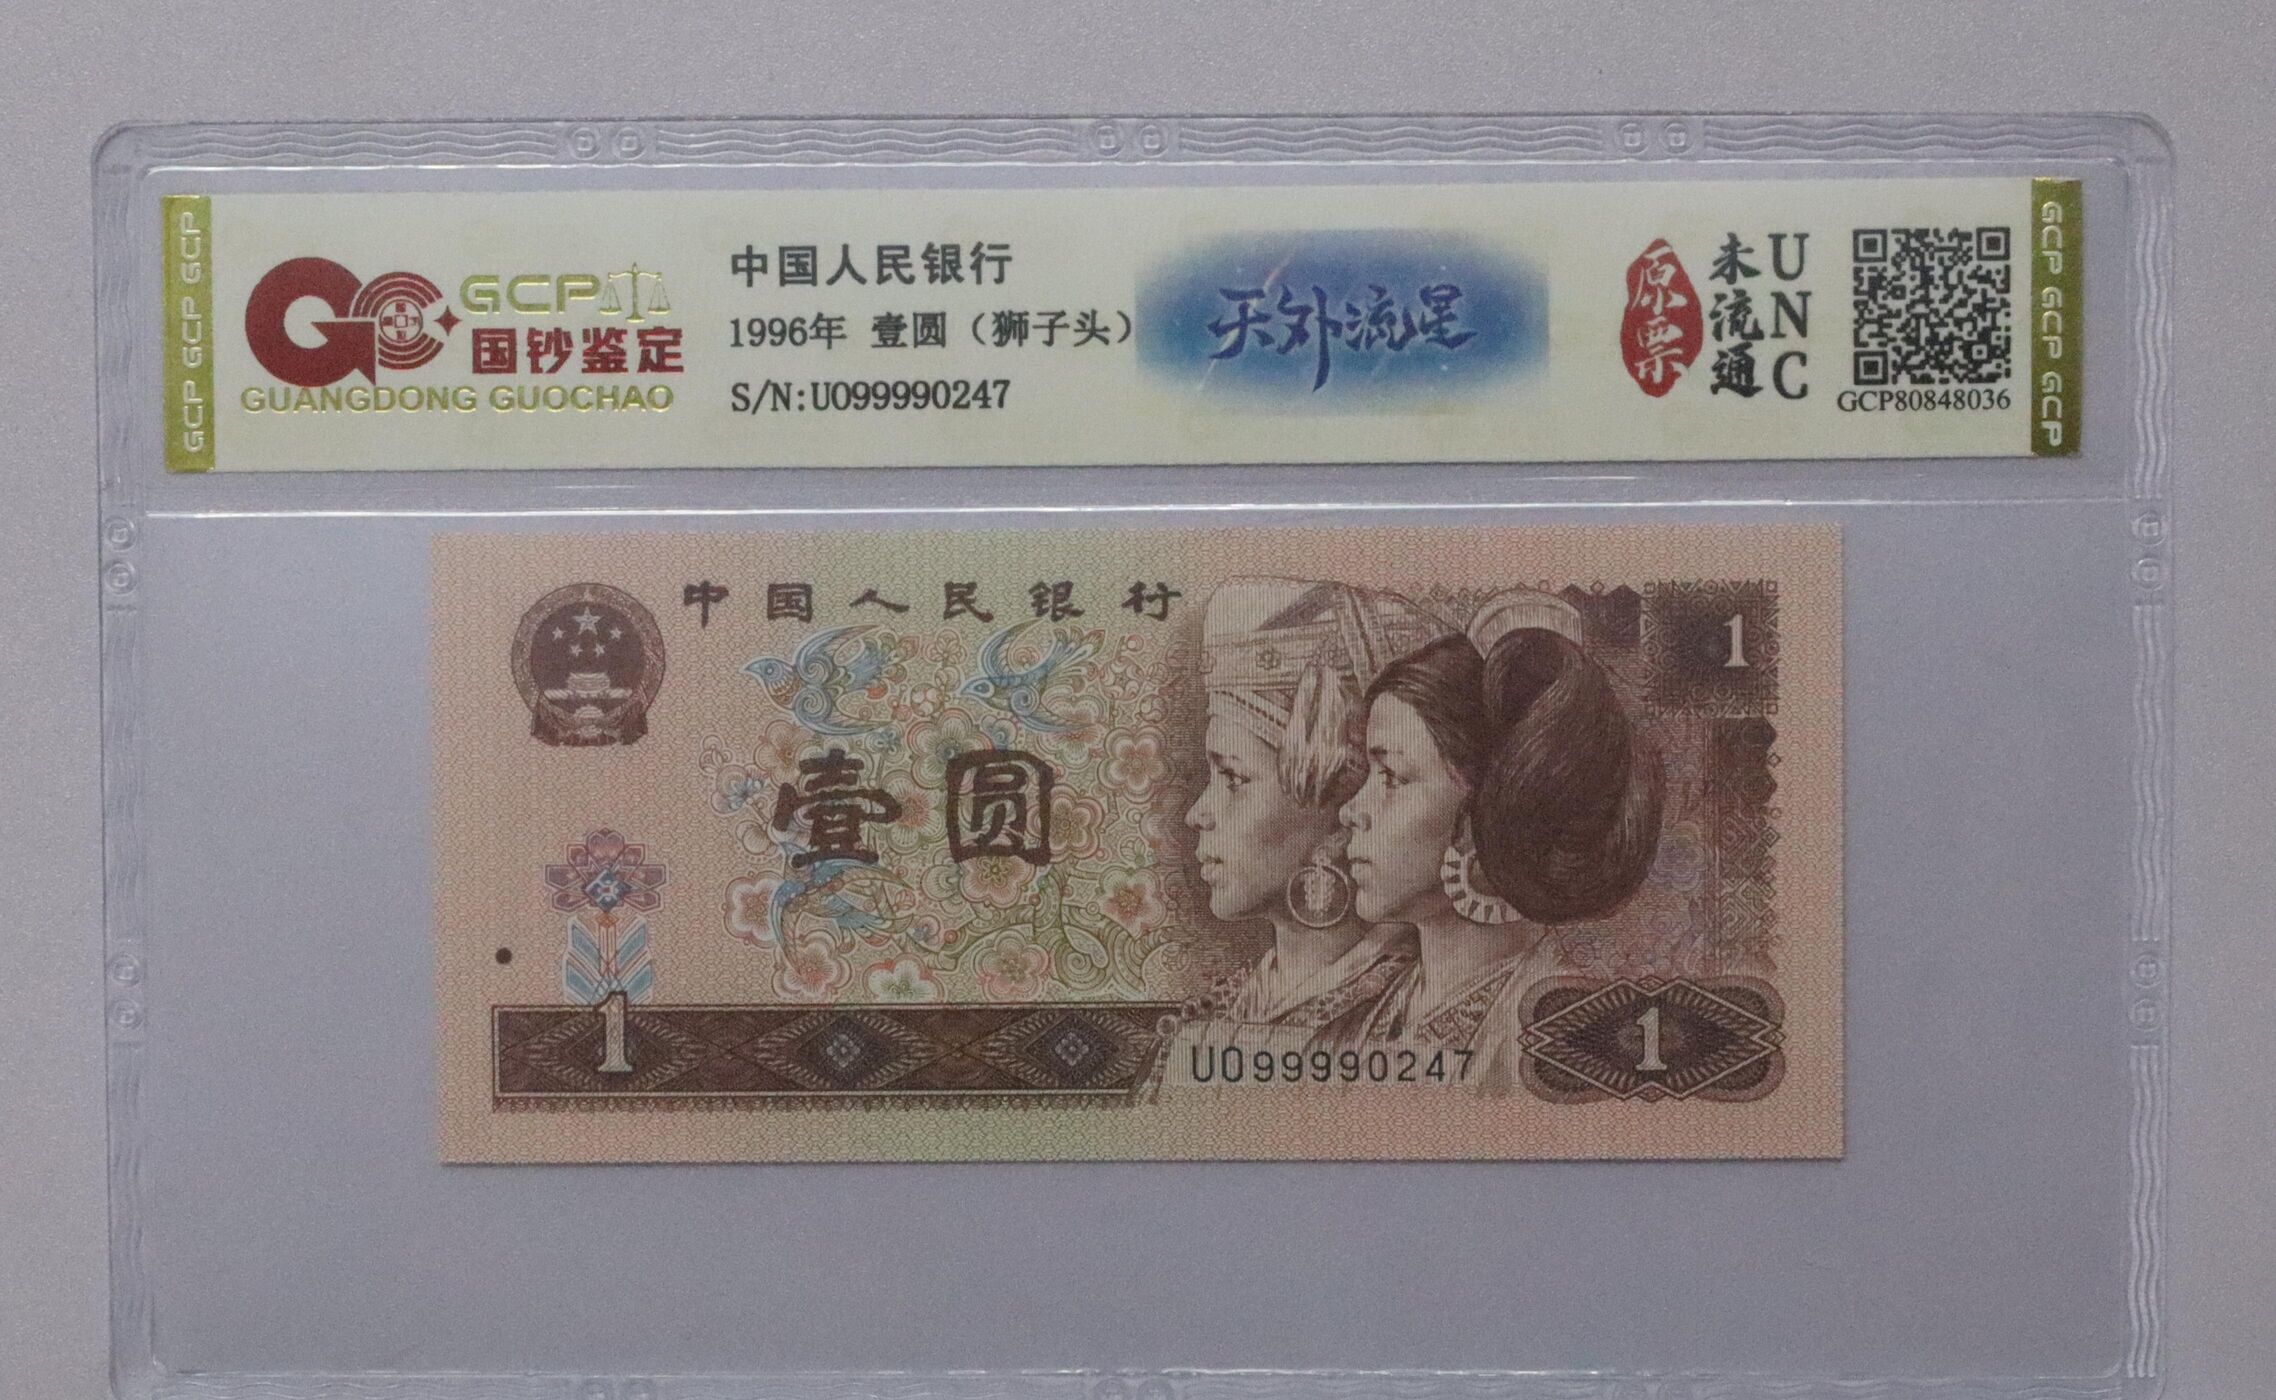 GCP GCP GCP
GCP
国钞鉴定
GUANGDONG GUOCHAO
中国人民银行
1996年 壹圆（狮子头）
S/N:UO99990247
天外流星
原票
未流通
UNC
GCP80848036
GCP GCP GCP
中国人民银行
1
壹圆
1
UO99990247
1